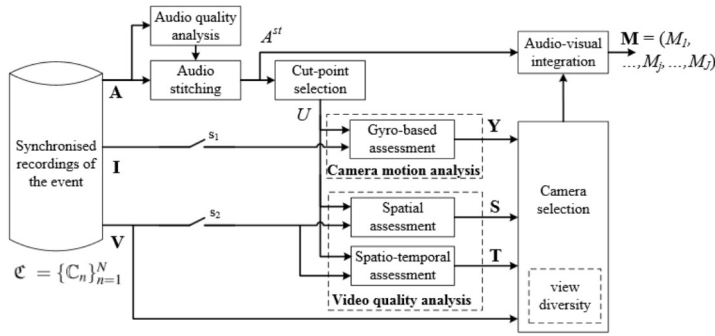 Audio quality
analysis
A^{st}
Audio
stitching
Cut-point
selection
Audio-visual
integration
M = (M_1,
...,M_j,...,M_J)
A
U
Synchronised
recordings of
the event
s_1
I
Gyro-based
assessment
Y
Camera motion analysis
Camera
selection
s_2
V
Spatial
assessment
S
Spatio-temporal
assessment
T
Video quality analysis
view
diversity
ℭ = {ℂ_n}_{n=1}^N